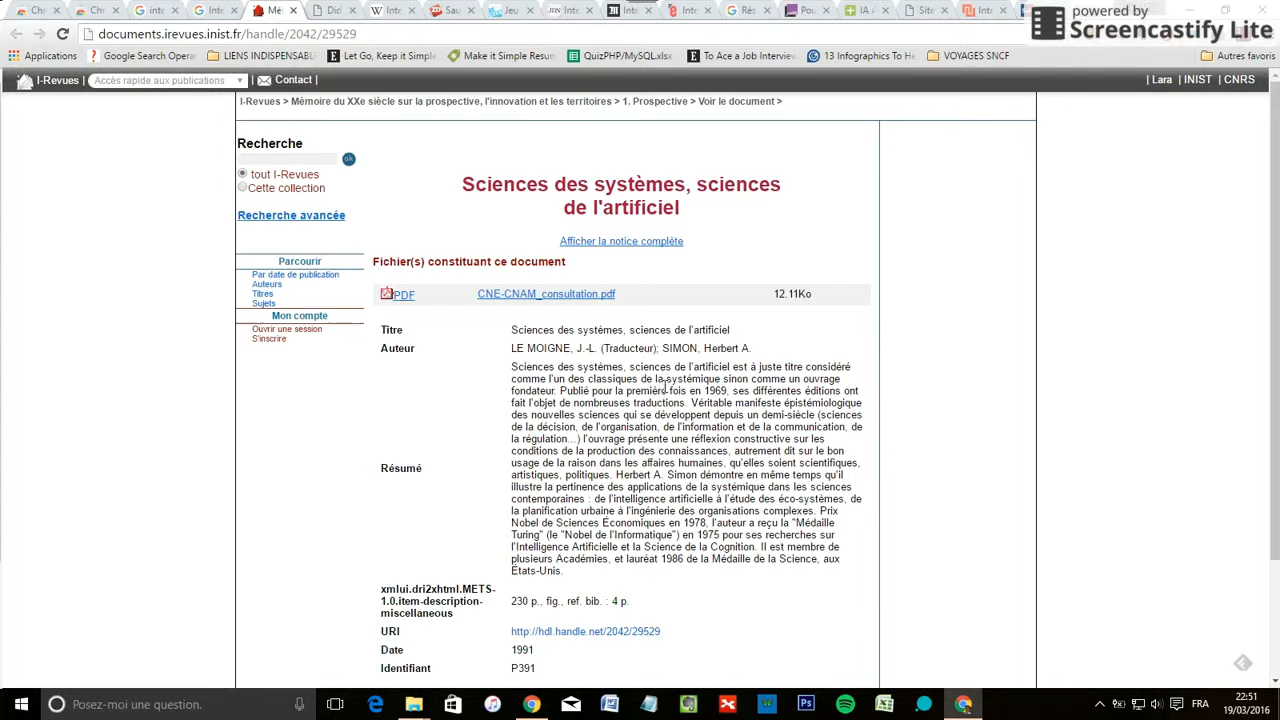 Mé
powered by
Screencastify Lite
documents.irevues.inist.fr/handle/2042/29529
Applications
Google Search Opera
LIENS INDISPENSABLE
Let Go, Keep it Simple
Make it Simple Resum
QuizPHP/MySQL.xlsx
To Ace a Job Interview
13 Infographics To He
VOYAGES SNCF
Autres favoris
I-Revues |
Accès rapide aux publications
| Contact |
| Lara | INIST | CNRS
I-Revues > Mémoire du XXe siècle sur la prospective, l'innovation et les territoires > 1. Prospective > Voir le document >
Recherche
ok
tout I-Revues
Cette collection
Recherche avancée
Parcourir
Par date de publication
Auteurs
Titres
Sujets
Mon compte
Ouvrir une session
S'inscrire
Sciences des systèmes, sciences
de l'artificiel
Afficher la notice complète
Fichier(s) constituant ce document
PDF CNE-CNAM_consultation.pdf 12.11Ko
Titre Sciences des systèmes, sciences de l'artificiel
Auteur LE MOIGNE, J.-L. (Traducteur); SIMON, Herbert A.
Résumé
Sciences des systèmes, sciences de l'artificiel est à juste titre considéré
comme l'un des classiques de la systémique sinon comme un ouvrage
fondateur. Publié pour la première fois en 1969, ses différentes éditions ont
fait l'objet de nombreuses traductions. Véritable manifeste épistémiologique
des nouvelles sciences qui se développent depuis un demi-siècle (sciences
de la décision, de l'organisation, de l'information et de la communication, de
la régulation...) l'ouvrage présente une réflexion constructive sur les
conditions de la production des connaissances, autrement dit sur le bon
usage de la raison dans les affaires humaines, qu'elles soient scientifiques,
artistiques, politiques. Herbert A. Simon démontre en même temps qu'il
illustre la pertinence des applications de la systémique dans les sciences
contemporaines : de l'intelligence artificielle à l'étude des éco-systèmes, de
la planification urbaine à l'ingénierie des organisations complexes. Prix
Nobel de Sciences Économiques en 1978, l'auteur a reçu la "Médaille
Turing" (le "Nobel de l'Informatique") en 1975 pour ses recherches sur
l'Intelligence Artificielle et la Science de la Cognition. Il est membre de
plusieurs Académies, et lauréat 1986 de la Médaille de la Science, aux
États-Unis.
xmlui.dri2xhtml.METS-
1.0.item-description-
miscellaneous
230 p., fig., ref. bib. : 4 p.
URI http://hdl.handle.net/2042/29529
Date 1991
Identifiant P391
Posez-moi une question.
FRA
22:51
19/03/2016